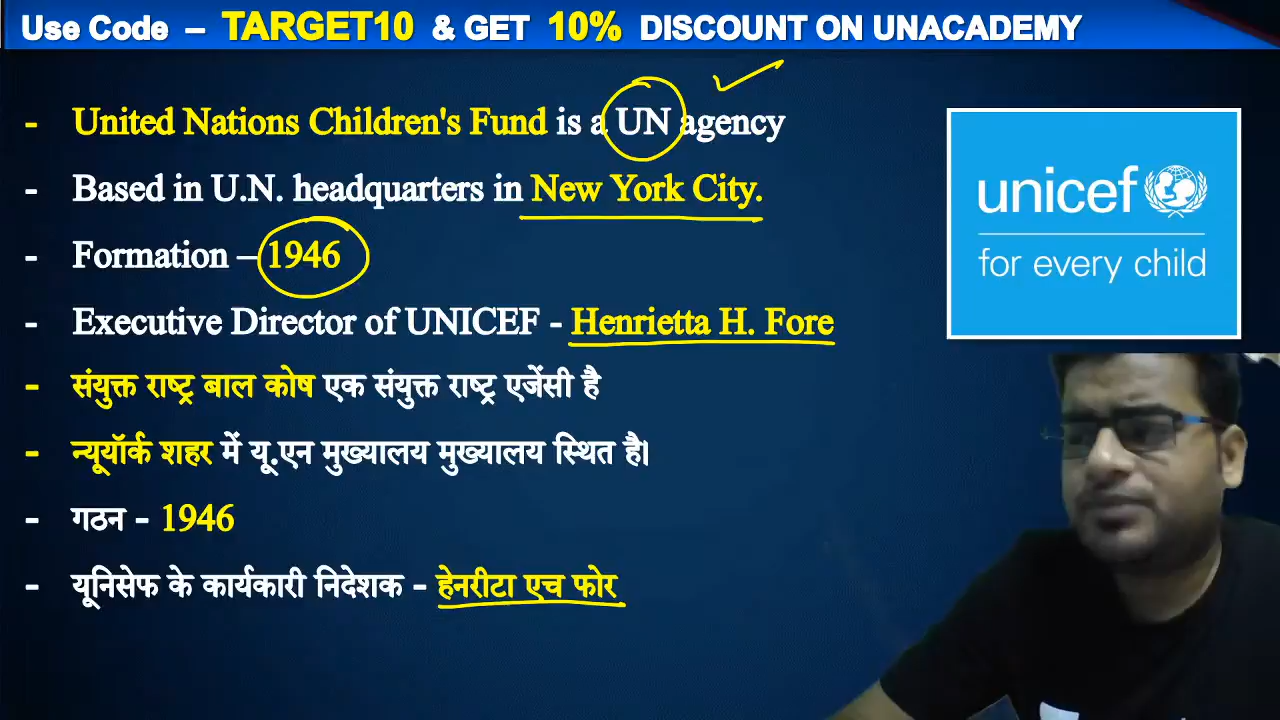 Use Code – TARGET10 & GET 10% DISCOUNT ON UNACADEMY
- United Nations Children's Fund is a UN agency
- Based in U.N. headquarters in New York City.
- Formation – 1946
- Executive Director of UNICEF - Henrietta H. Fore
- संयुक्त राष्ट्र बाल कोष एक संयुक्त राष्ट्र एजेंसी है
- न्यूयॉर्क शहर में यू.एन मुख्यालय मुख्यालय स्थित है।
- गठन - 1946
- यूनिसेफ के कार्यकारी निदेशक - हेनरीटा एच फोर
unicef
for every child